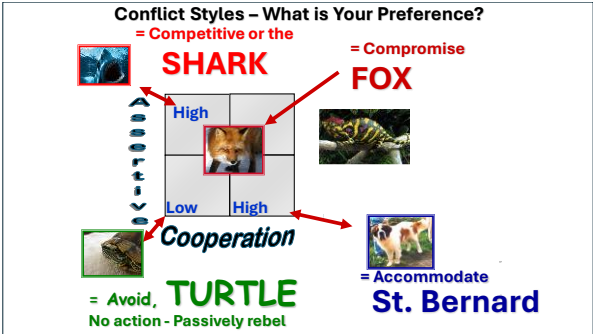 Conflict Styles – What is Your Preference?
= Competitive or the
SHARK
= Compromise
FOX
Assertive
High
Low
High
Cooperation
= Accommodate
St. Bernard
= Avoid, TURTLE
No action - Passively rebel